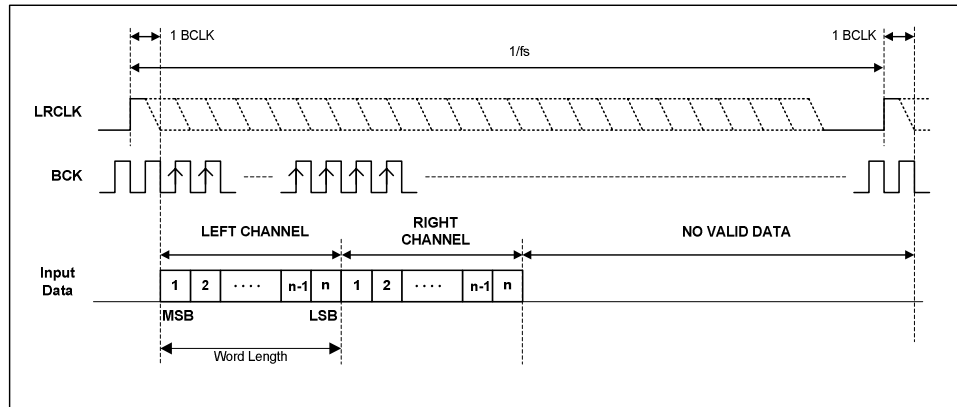 1 BCLK
1 BCLK
1/fs
LRCLK
BCK
LEFT CHANNEL
RIGHT CHANNEL
NO VALID DATA
Input Data
1 2 .... n-1 n 1 2 .... n-1 n
MSB
LSB
Word Length